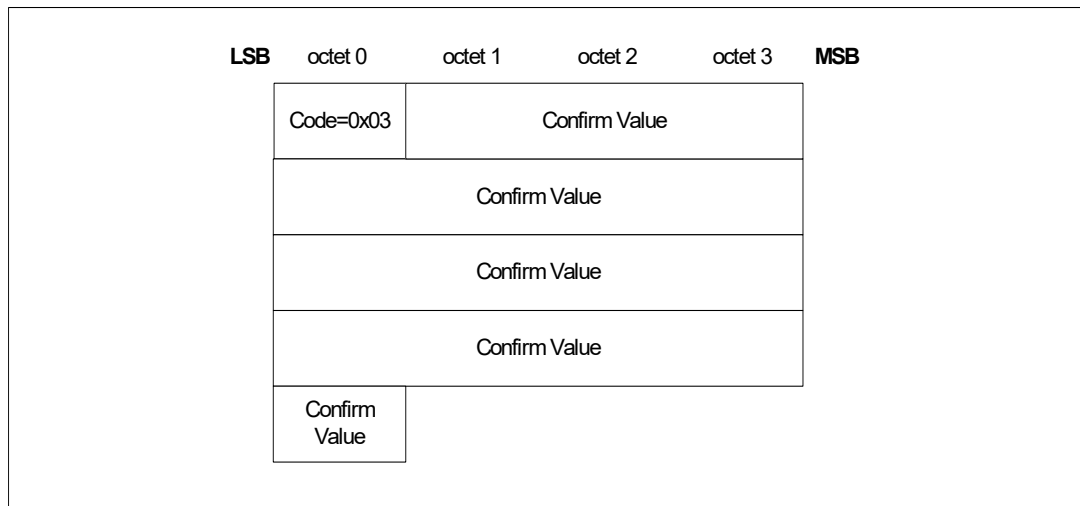 LSB octet 0 octet 1 octet 2 octet 3 MSB
Code=0x03 Confirm Value
Confirm Value
Confirm Value
Confirm Value
Confirm
Value